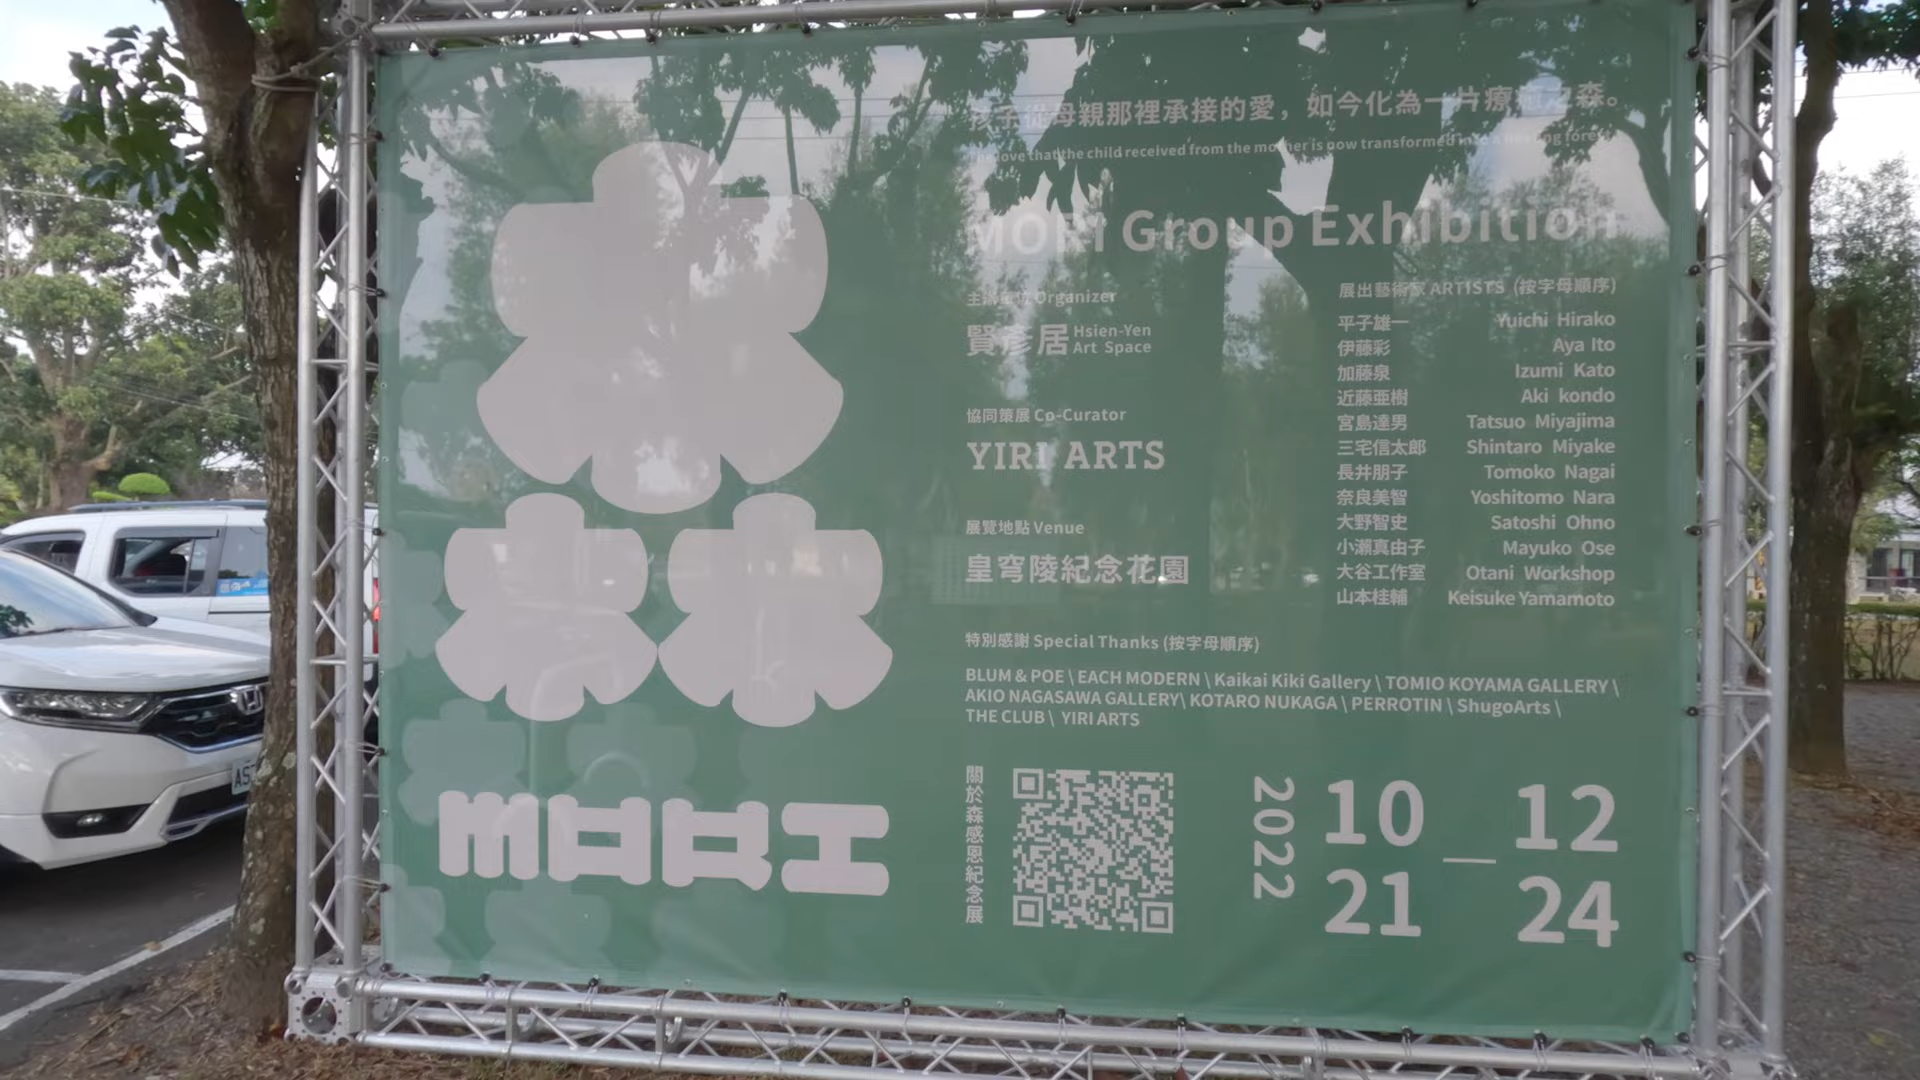 孩子從母親那裡承接的愛，如今化為一片療癒之森。
The love that the child received from the mother is now transformed into a healing forest.
MORI Group Exhibition
主辦單位 Organizer
賢彥居 Hsien-Yen Art Space
協同策展 Co-Curator
YIRI ARTS
展覽地點 Venue
皇穹陵紀念花園
展出藝術家 ARTISTS (按字母順序)
平子雄一 Yuichi Hirako
伊藤彩 Aya Ito
加藤泉 Izumi Kato
近藤亜樹 Aki kondo
宮島達男 Tatsuo Miyajima
三宅信太郎 Shintaro Miyake
長井朋子 Tomoko Nagai
奈良美智 Yoshitomo Nara
大野智史 Satoshi Ohno
小瀨真由子 Mayuko Ose
大谷工作室 Otani Workshop
山本桂輔 Keisuke Yamamoto
特別感謝 Special Thanks (按字母順序)
BLUM & POE \ EACH MODERN \ Kaikai Kiki Gallery \ TOMIO KOYAMA GALLERY \
AKIO NAGASAWA GALLERY \ KOTARO NUKAGA \ PERROTIN \ ShugoArts \
THE CLUB \ YIRI ARTS
MORI
關於森感恩紀念展
2022
10 21 — 12 24